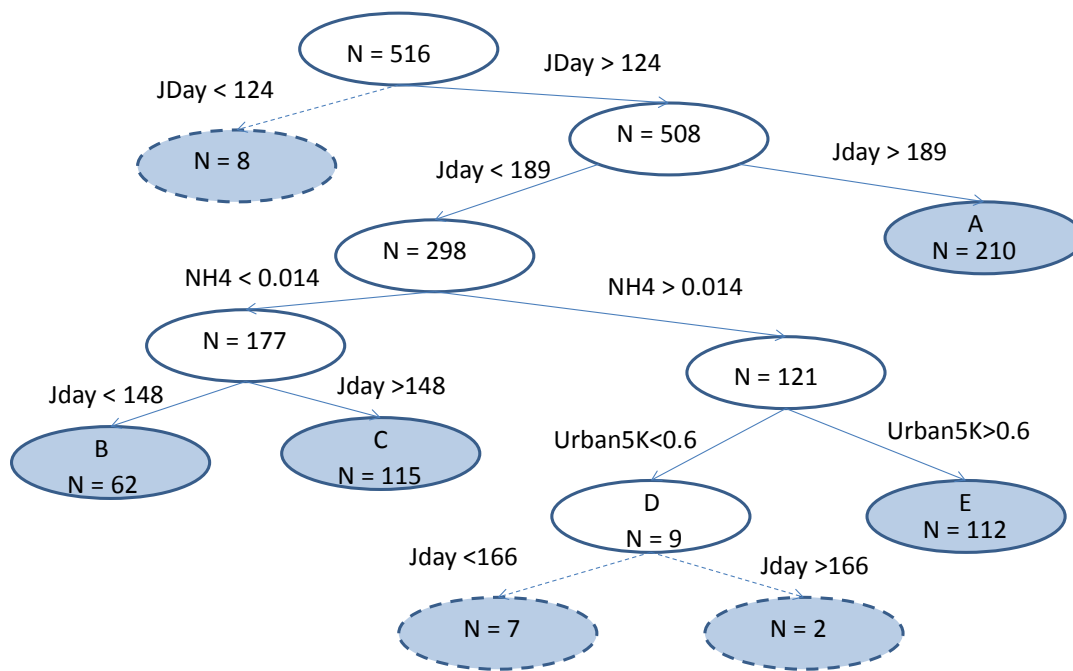 N = 516
JDay < 124
JDay > 124
N = 8
N = 508
Jday < 189
Jday > 189
N = 298
A
N = 210
NH4 < 0.014
NH4 > 0.014
N = 177
N = 121
Jday < 148
Jday >148
B
N = 62
C
N = 115
Urban5K<0.6
Urban5K>0.6
D
N = 9
E
N = 112
Jday <166
Jday >166
N = 7
N = 2